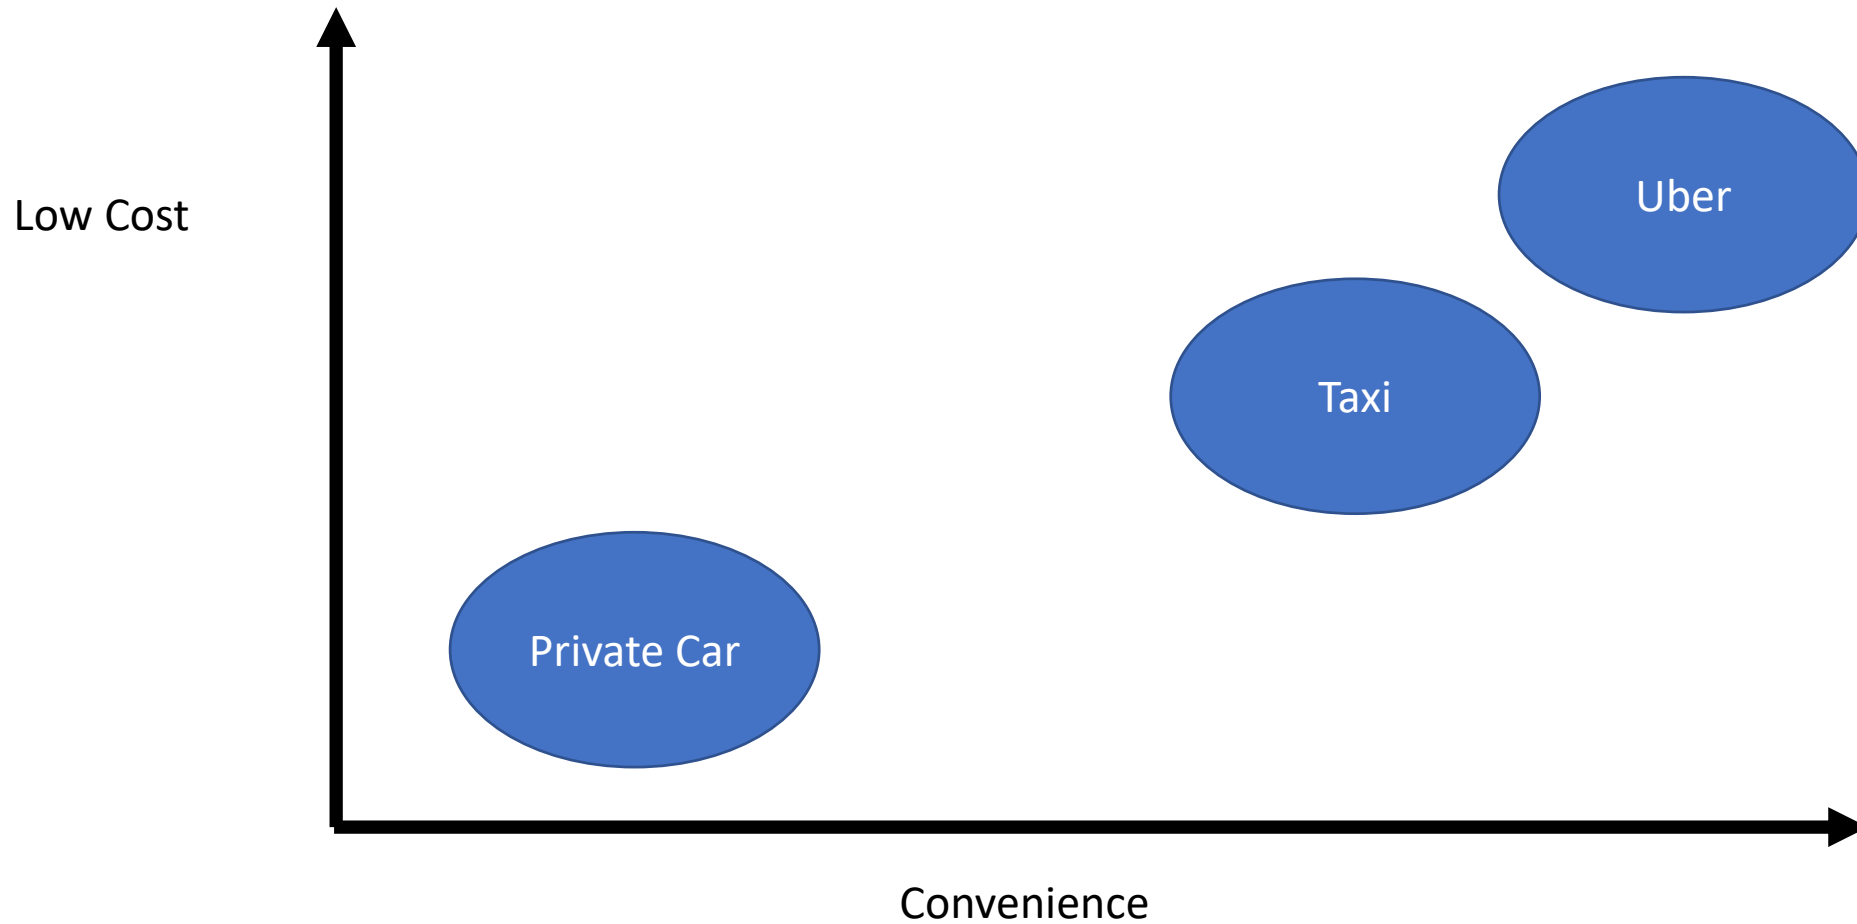 Low Cost
Uber
Taxi
Private Car
Convenience